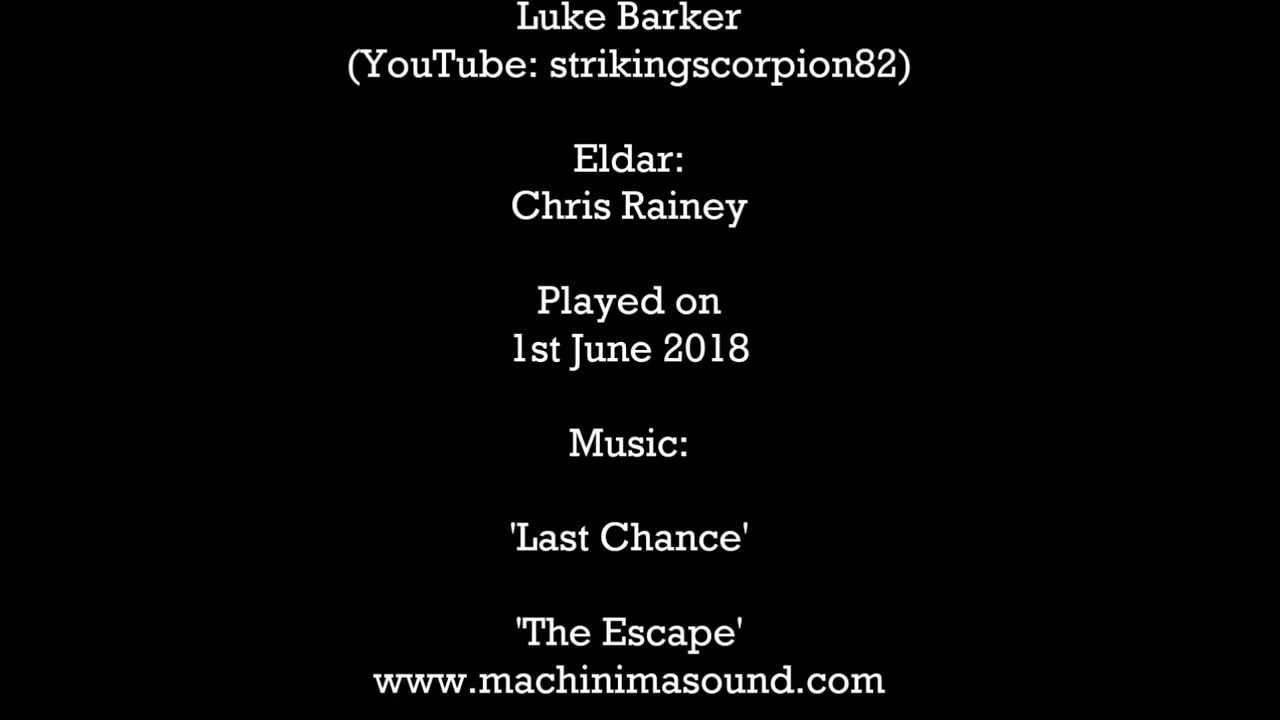 Luke Barker
(YouTube: strikingscorpion82)
Eldar:
Chris Rainey
Played on
1st June 2018
Music:
'Last Chance'
'The Escape'
www.machinimasound.com